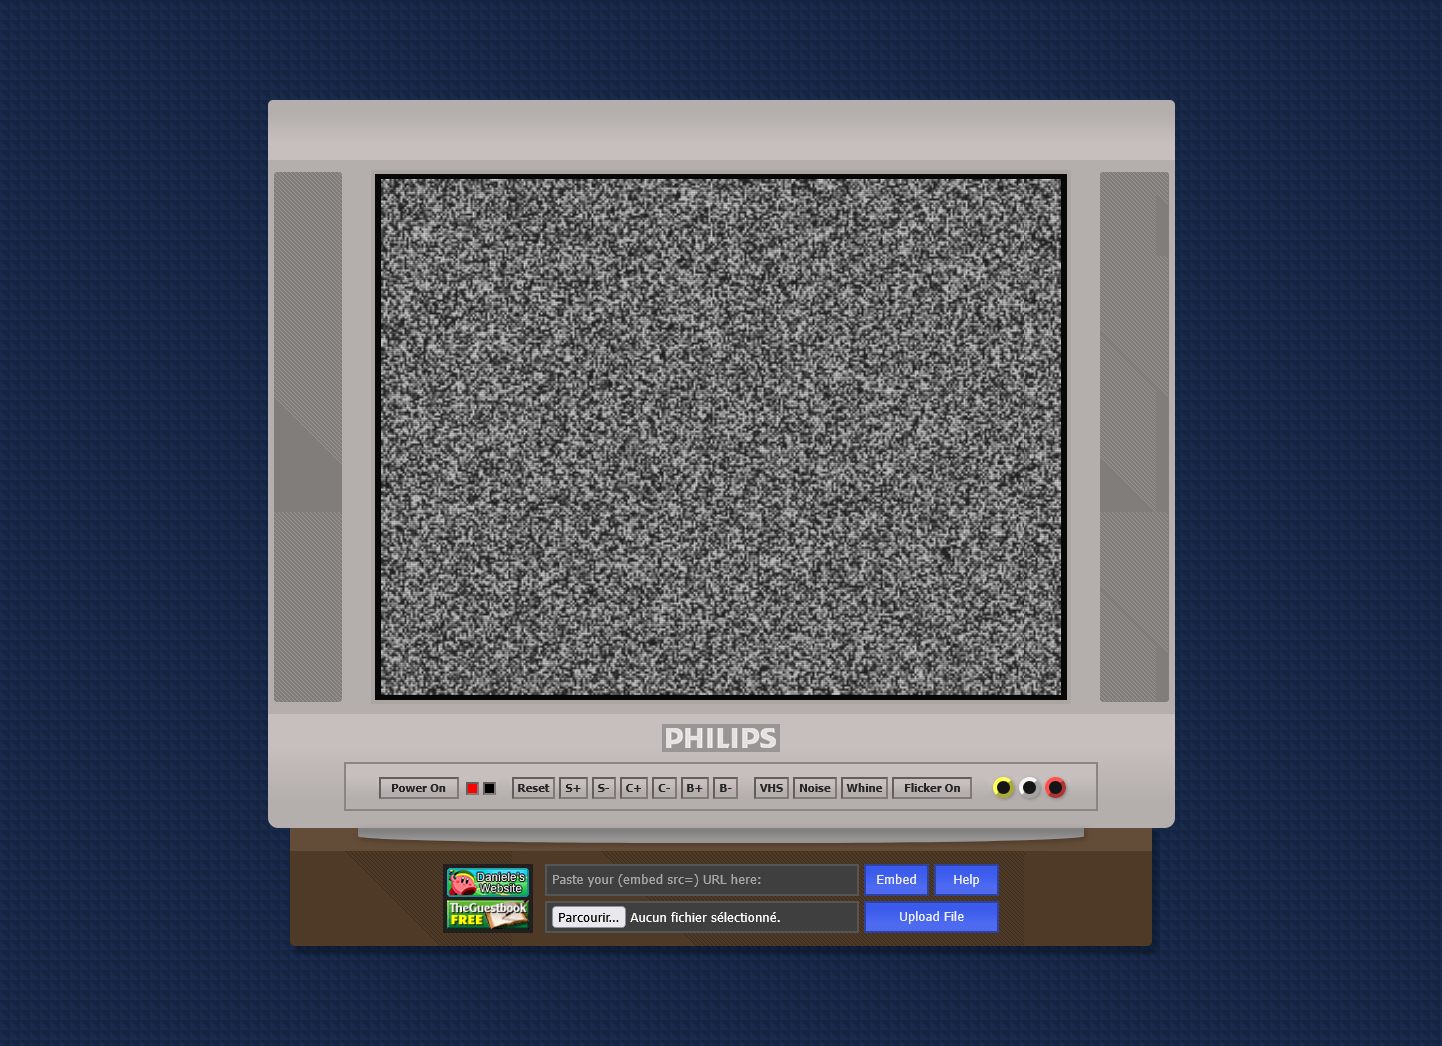 PHILIPS
Power On Reset S+ S- C+ C- B+ B- VHS Noise Whine Flicker On
Daniele's
Website
Paste your (embed src=) URL here: Embed Help
TheGuestbook
FREE
Parcourir... Aucun fichier sélectionné. Upload File